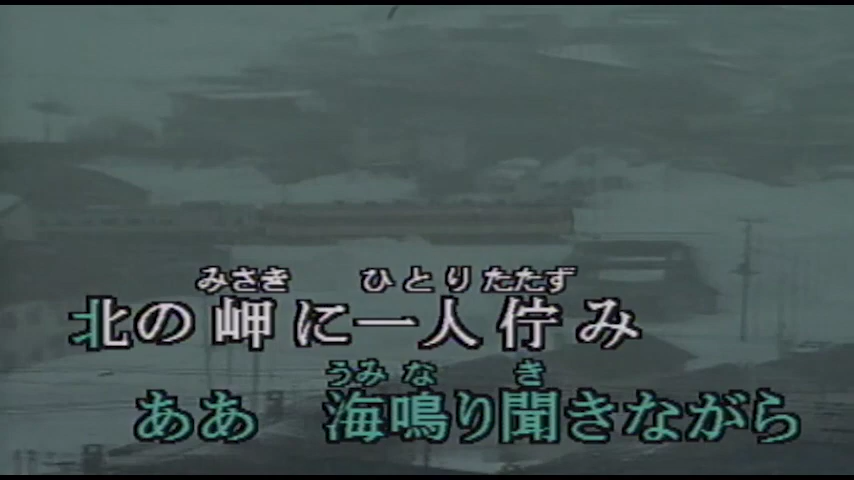 みさき ひとりたたず
北の岬に一人佇み
うみな き
ああ 海鳴り聞きながら